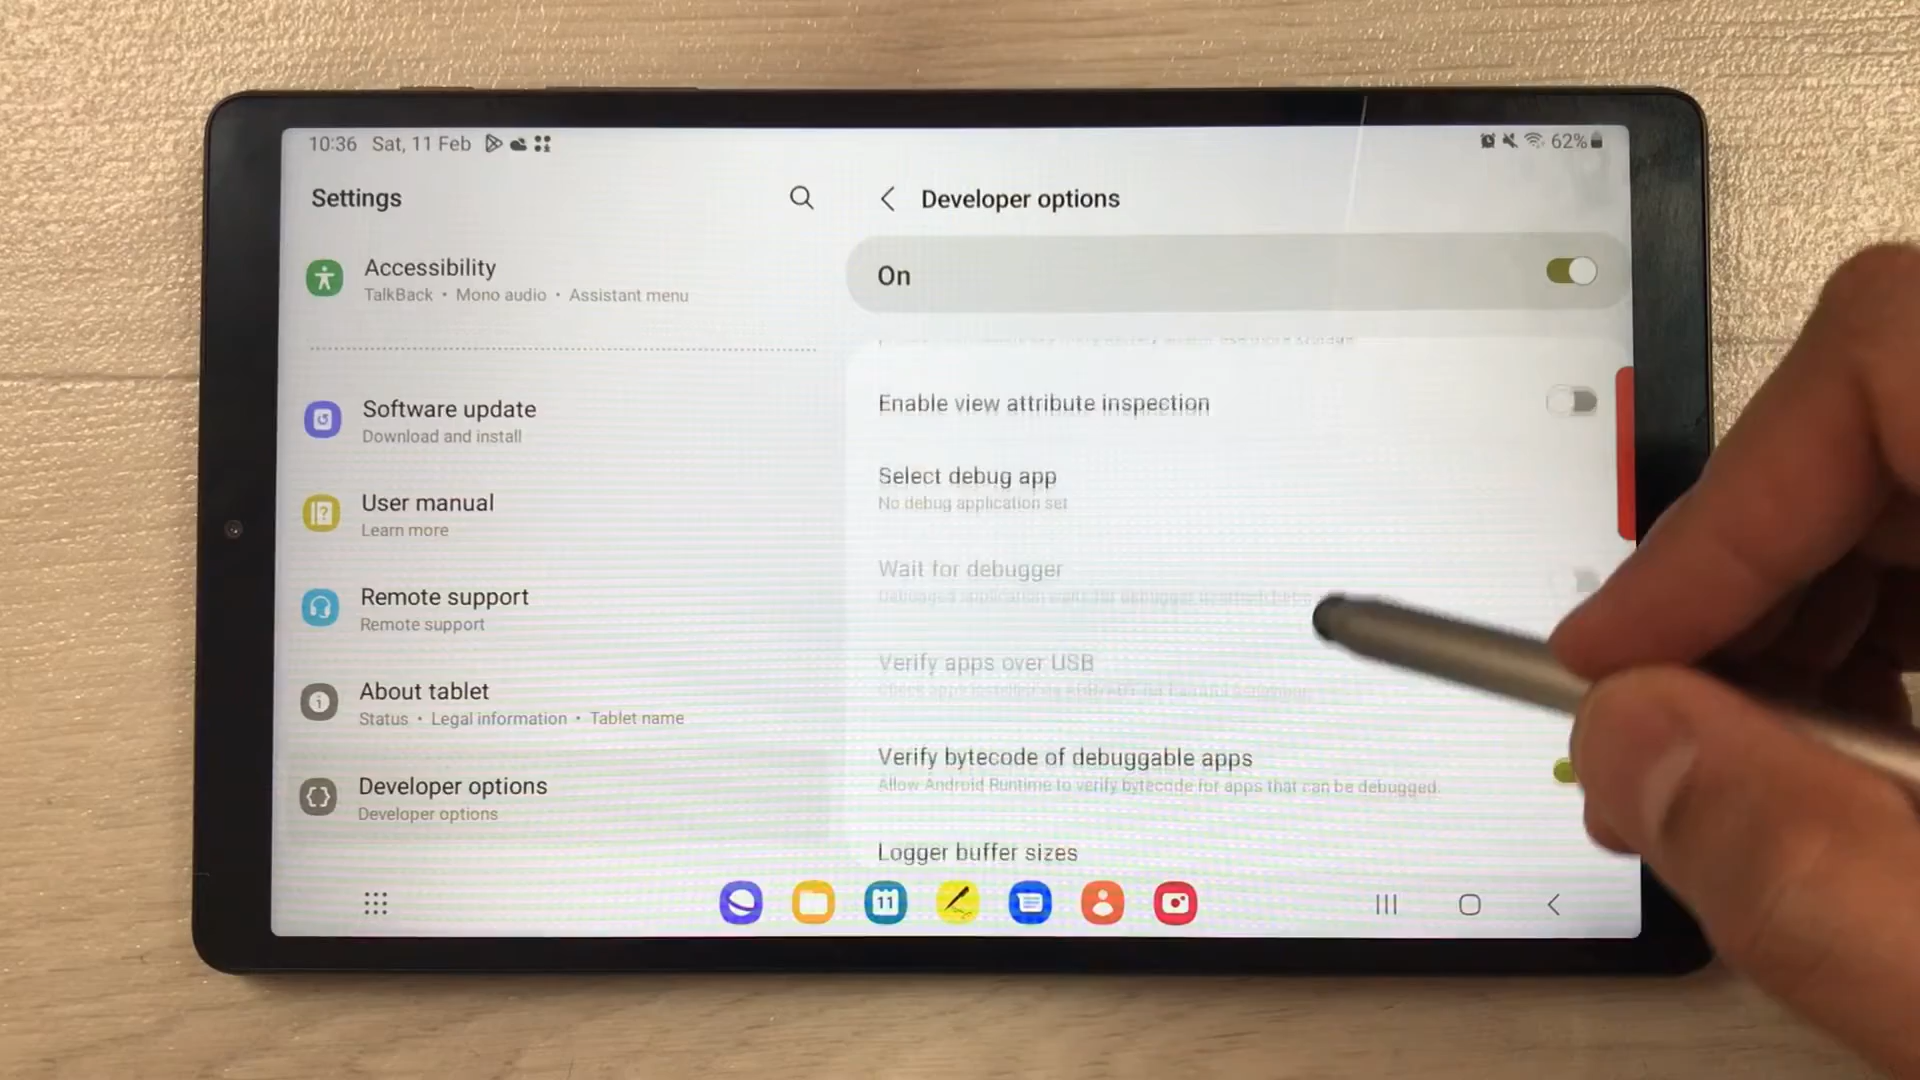 10:36 Sat, 11 Feb
62%
Settings
Accessibility
TalkBack • Mono audio • Assistant menu
Software update
Download and install
User manual
Learn more
Remote support
Remote support
About tablet
Status • Legal information • Tablet name
Developer options
Developer options
Developer options
On
Enable view attribute inspection
Select debug app
No debug application set
Wait for debugger
Verify apps over USB
Verify bytecode of debuggable apps
Allow Android Runtime to verify bytecode for apps that can be debugged.
Logger buffer sizes
11